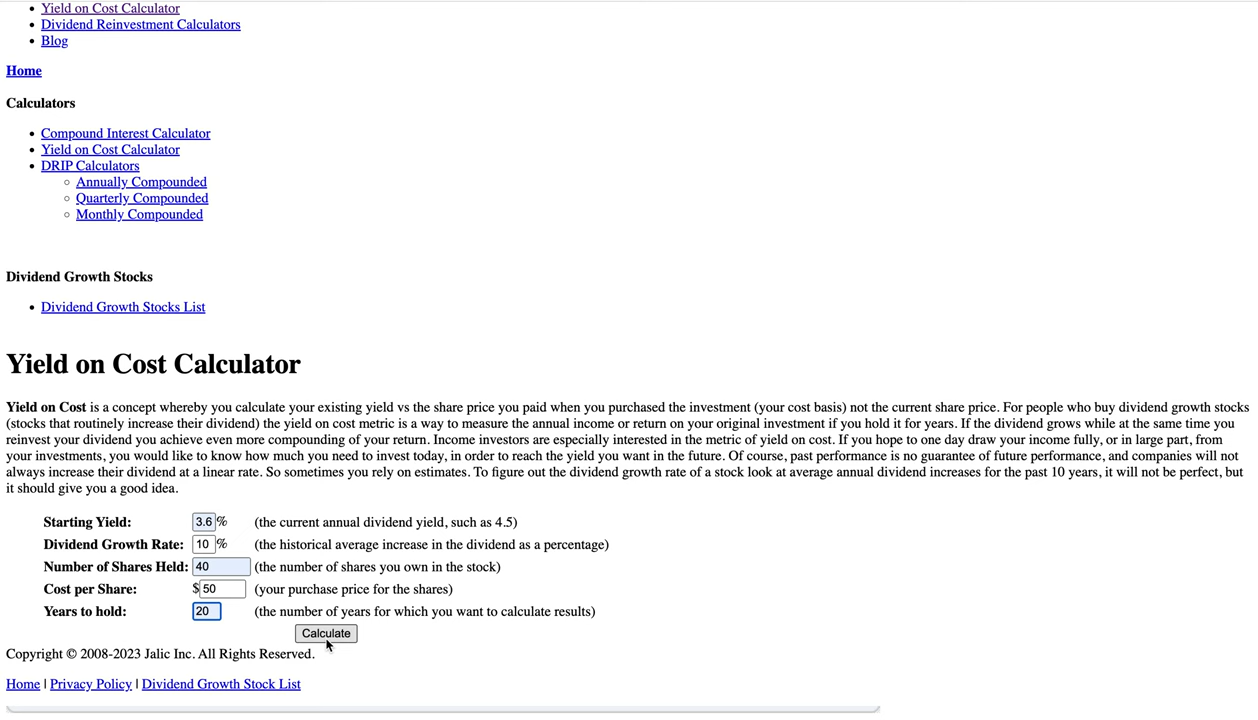 Yield on Cost Calculator
Dividend Reinvestment Calculators
Blog
Home
Calculators
Compound Interest Calculator
Yield on Cost Calculator
DRIP Calculators
Annually Compounded
Quarterly Compounded
Monthly Compounded
Dividend Growth Stocks
Dividend Growth Stocks List
Yield on Cost Calculator
Yield on Cost is a concept whereby you calculate your existing yield vs the share price you paid when you purchased the investment (your cost basis) not the current share price. For people who buy dividend growth stocks
(stocks that routinely increase their dividend) the yield on cost metric is a way to measure the annual income or return on your original investment if you hold it for years. If the dividend grows while at the same time you
reinvest your dividend you achieve even more compounding of your return. Income investors are especially interested in the metric of yield on cost. If you hope to one day draw your income fully, or in large part, from
your investments, you would like to know how much you need to invest today, in order to reach the yield you want in the future. Of course, past performance is no guarantee of future performance, and companies will not
always increase their dividend at a linear rate. So sometimes you rely on estimates. To figure out the dividend growth rate of a stock look at average annual dividend increases for the past 10 years, it will not be perfect, but
it should give you a good idea.
Starting Yield: 3.6 % (the current annual dividend yield, such as 4.5)
Dividend Growth Rate: 10 % (the historical average increase in the dividend as a percentage)
Number of Shares Held: 40 (the number of shares you own in the stock)
Cost per Share: $ 50 (your purchase price for the shares)
Years to hold: 20 (the number of years for which you want to calculate results)
Calculate
Copyright © 2008-2023 Jalic Inc. All Rights Reserved.
Home | Privacy Policy | Dividend Growth Stock List